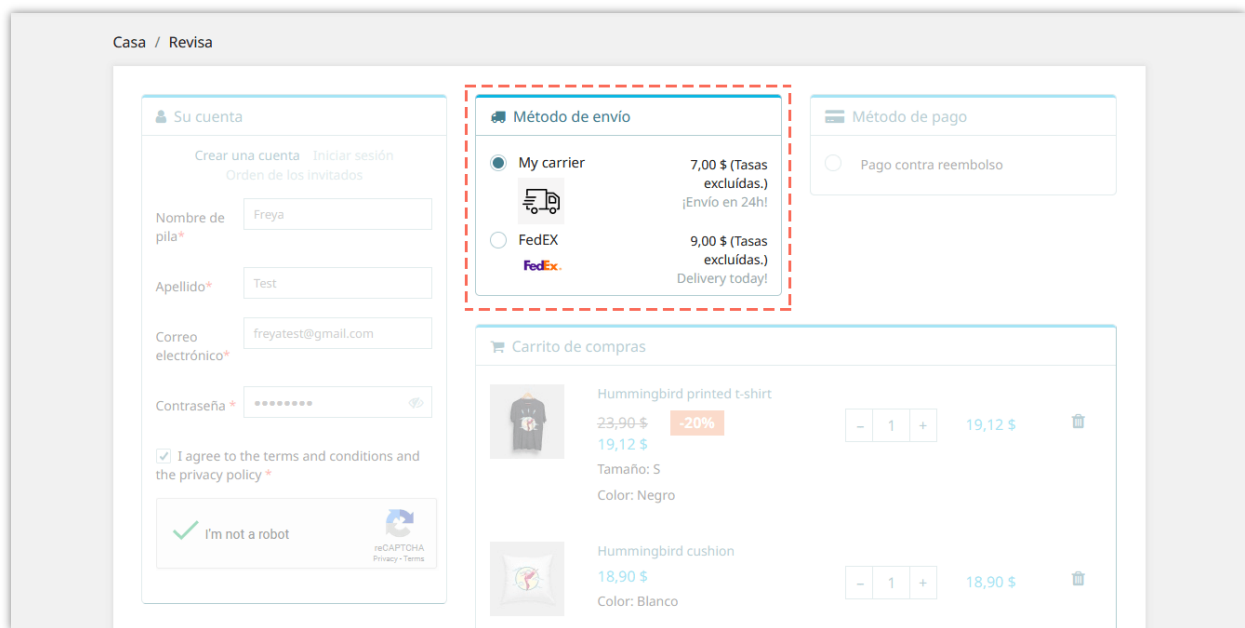 Casa / Revisa
Su cuenta
Crear una cuenta Iniciar sesión
Orden de los invitados
Nombre de
pila*
Freya
Apellido*
Test
Correo
electrónico*
freyatest@gmail.com
Contraseña *
I agree to the terms and conditions and
the privacy policy *
I'm not a robot
reCAPTCHA
Privacy - Terms
Método de envío
My carrier
7,00 $ (Tasas
excluídas.)
¡Envío en 24h!
FedEX
FedEx.
9,00 $ (Tasas
excluídas.)
Delivery today!
Método de pago
Pago contra reembolso
Carrito de compras
Hummingbird printed t-shirt
23,90 $ -20%
19,12 $
Tamaño: S
Color: Negro
– 1 +
19,12 $
Hummingbird cushion
18,90 $
Color: Blanco
– 1 +
18,90 $